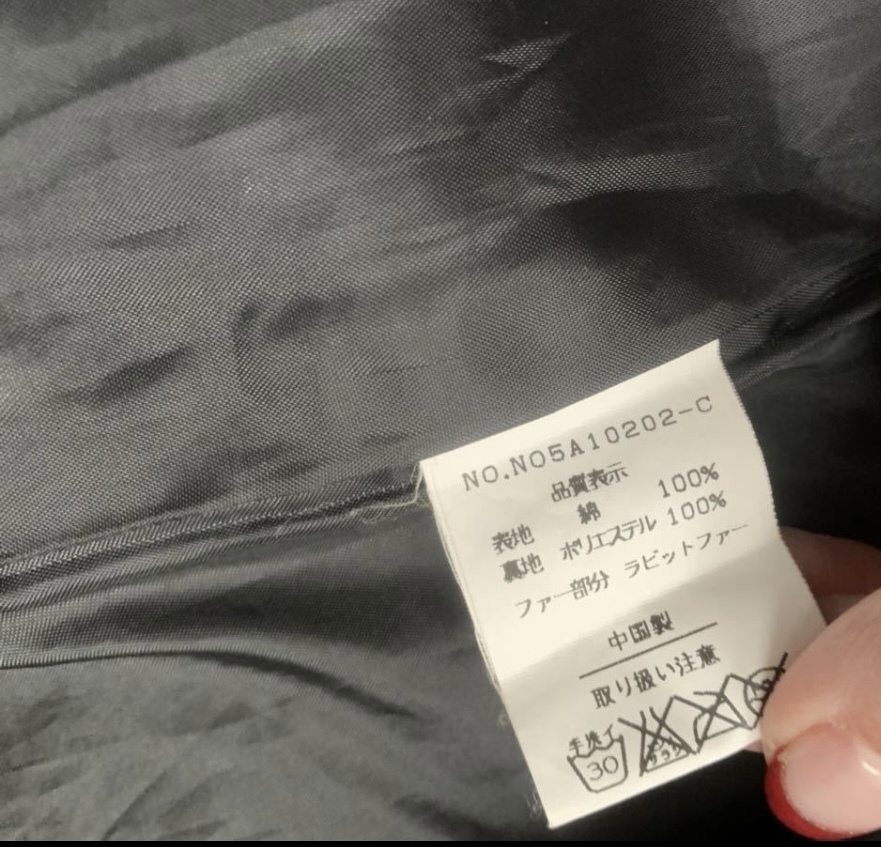 NO.N05A10202-C
品質表示
表地 綿 100%
裏地 ポリエステル 100%
ファー部分 ラビットファー
中国製
取り扱い注意
手洗イ
30